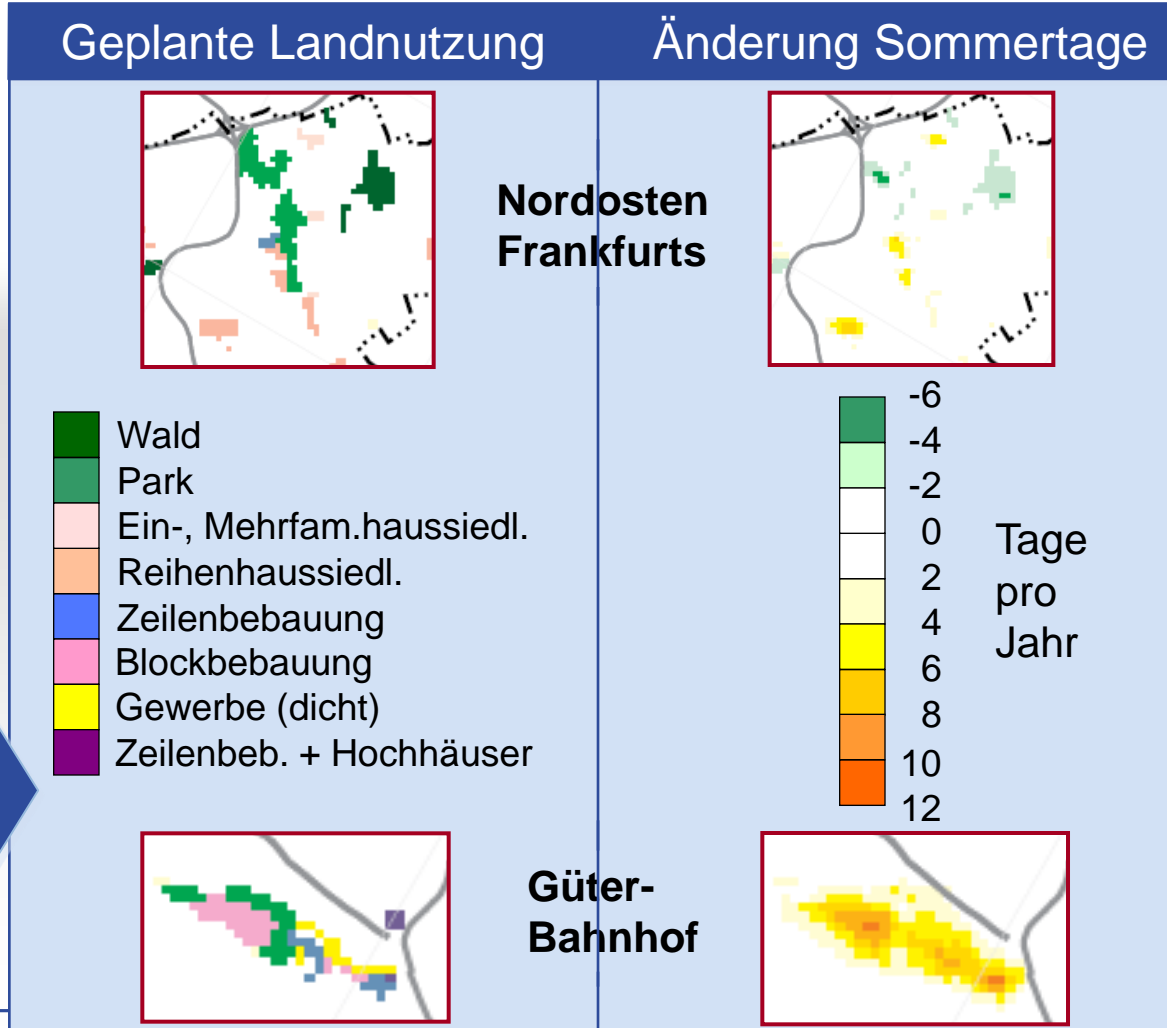 Geplante Landnutzung
Änderung Sommertage
Nordosten
Frankfurts
Wald
Park
Ein-, Mehrfam.haussiedl.
Reihenhaussiedl.
Zeilenbebauung
Blockbebauung
Gewerbe (dicht)
Zeilenbeb. + Hochhäuser
-6
-4
-2
0
2
4
6
8
10
12
Tage
pro
Jahr
Güter-
Bahnhof